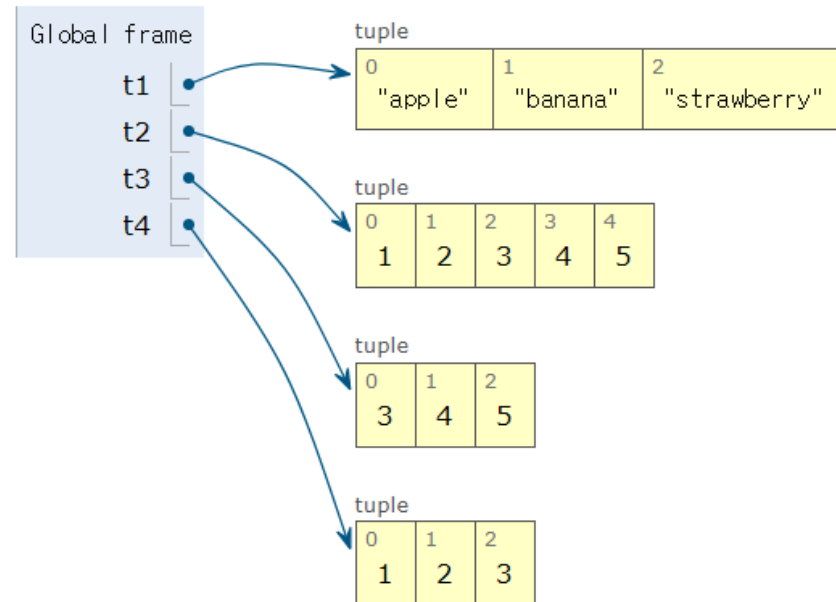 Global frame
t1
t2
t3
t4
tuple
0 1 2
"apple" "banana" "strawberry"
tuple
0 1 2 3 4
1 2 3 4 5
tuple
0 1 2
3 4 5
tuple
0 1 2
1 2 3